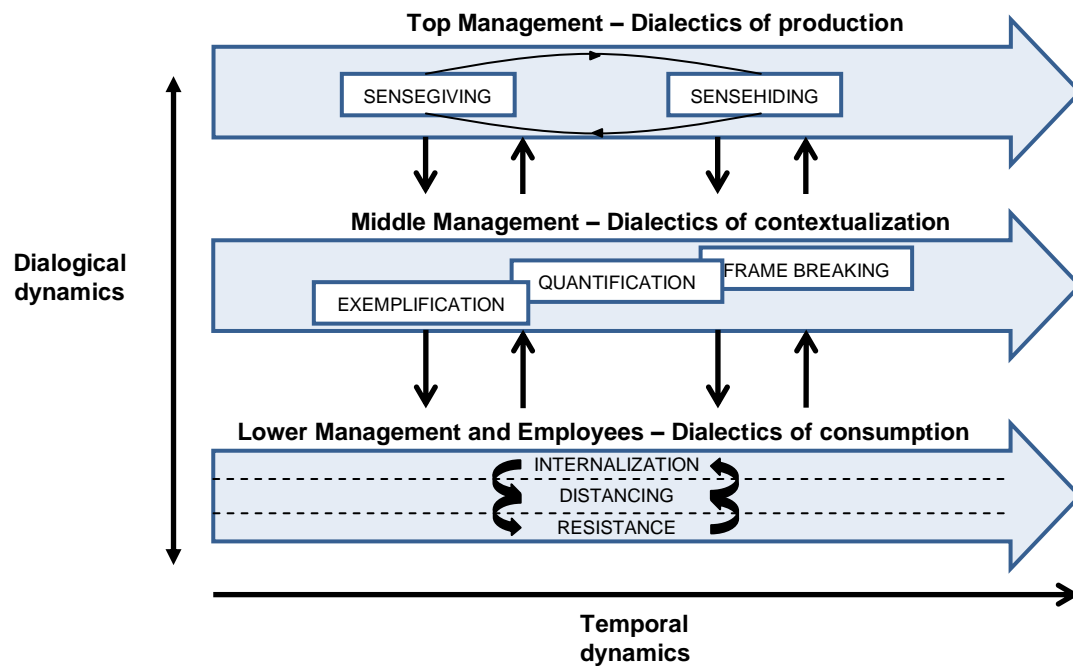 Top Management – Dialectics of production
SENSEGIVING
SENSEHIDING
Middle Management – Dialectics of contextualization
Dialogical
dynamics
FRAME BREAKING
QUANTIFICATION
EXEMPLIFICATION
Lower Management and Employees – Dialectics of consumption
INTERNALIZATION
DISTANCING
RESISTANCE
Temporal
dynamics